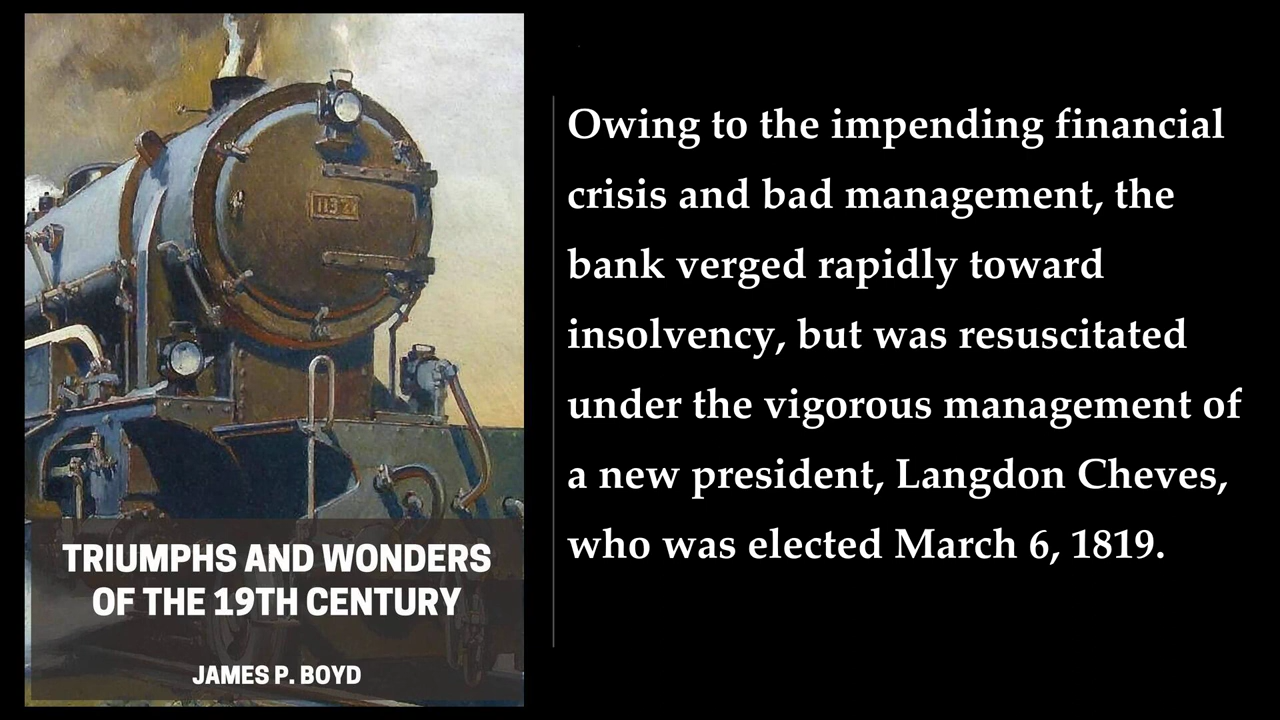 1132
TRIUMPHS AND WONDERS
OF THE 19TH CENTURY
JAMES P. BOYD
Owing to the impending financial
crisis and bad management, the
bank verged rapidly toward
insolvency, but was resuscitated
under the vigorous management of
a new president, Langdon Cheves,
who was elected March 6, 1819.